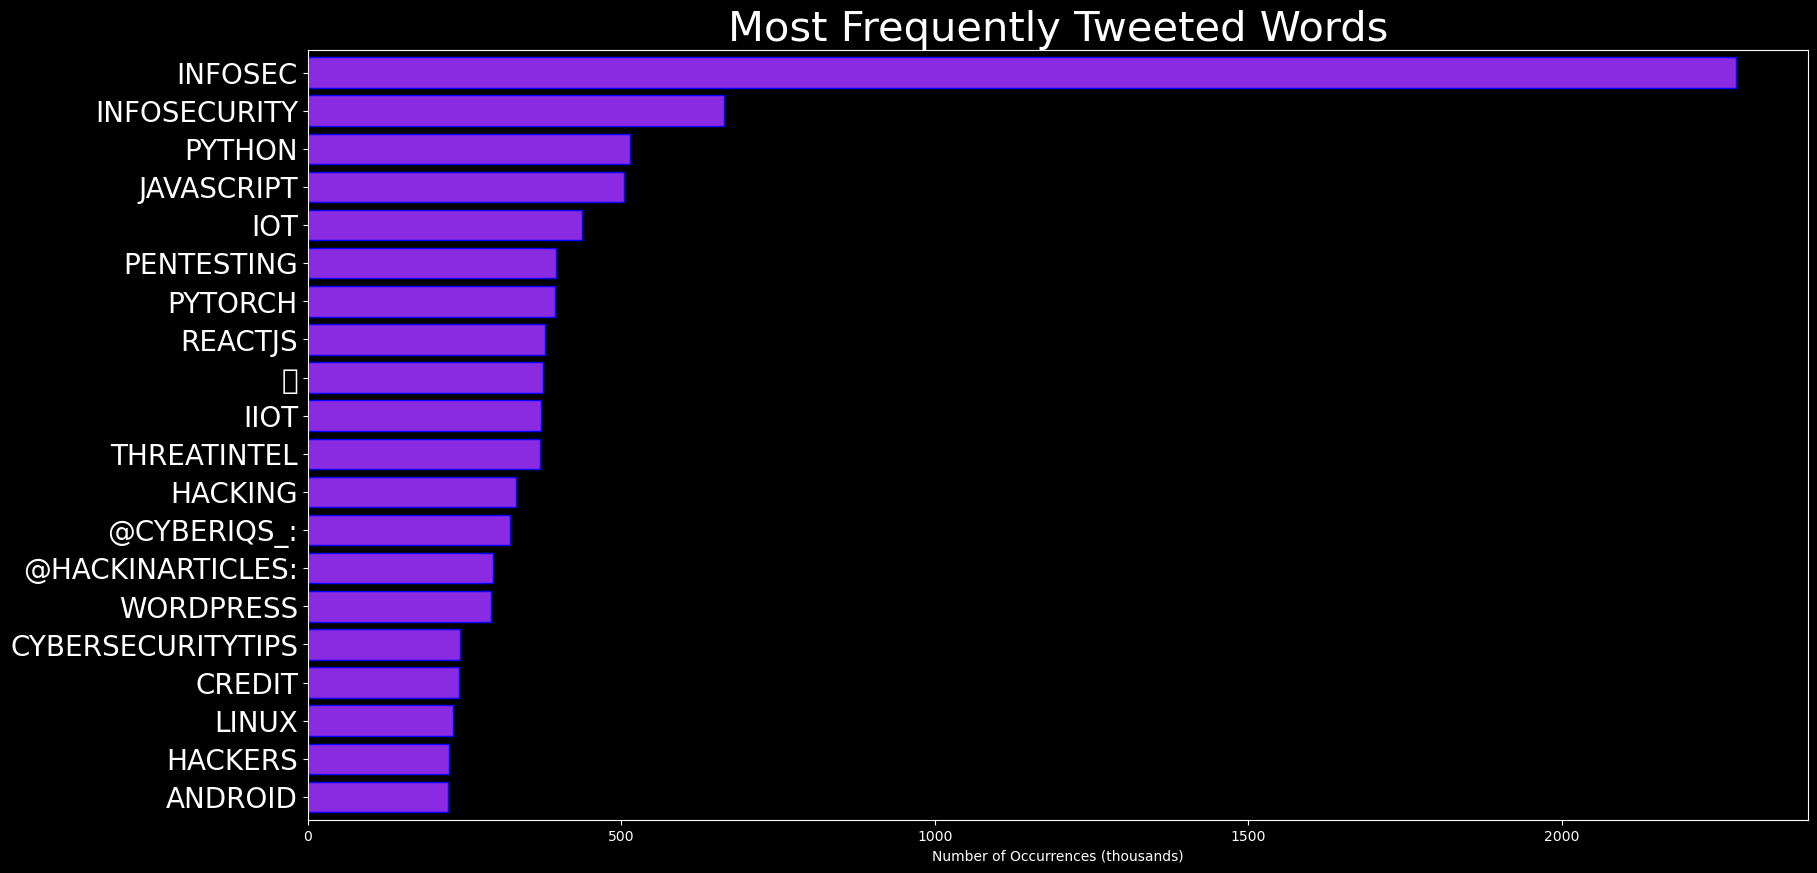 Most Frequently Tweeted Words
INFOSEC
INFOSECURITY
PYTHON
JAVASCRIPT
IOT
PENTESTING
PYTORCH
REACTJS
IIOT
THREATINTEL
HACKING
@CYBERIQS_:
@HACKINARTICLES:
WORDPRESS
CYBERSECURITYTIPS
CREDIT
LINUX
HACKERS
ANDROID
0 500 1000 1500 2000
Number of Occurrences (thousands)